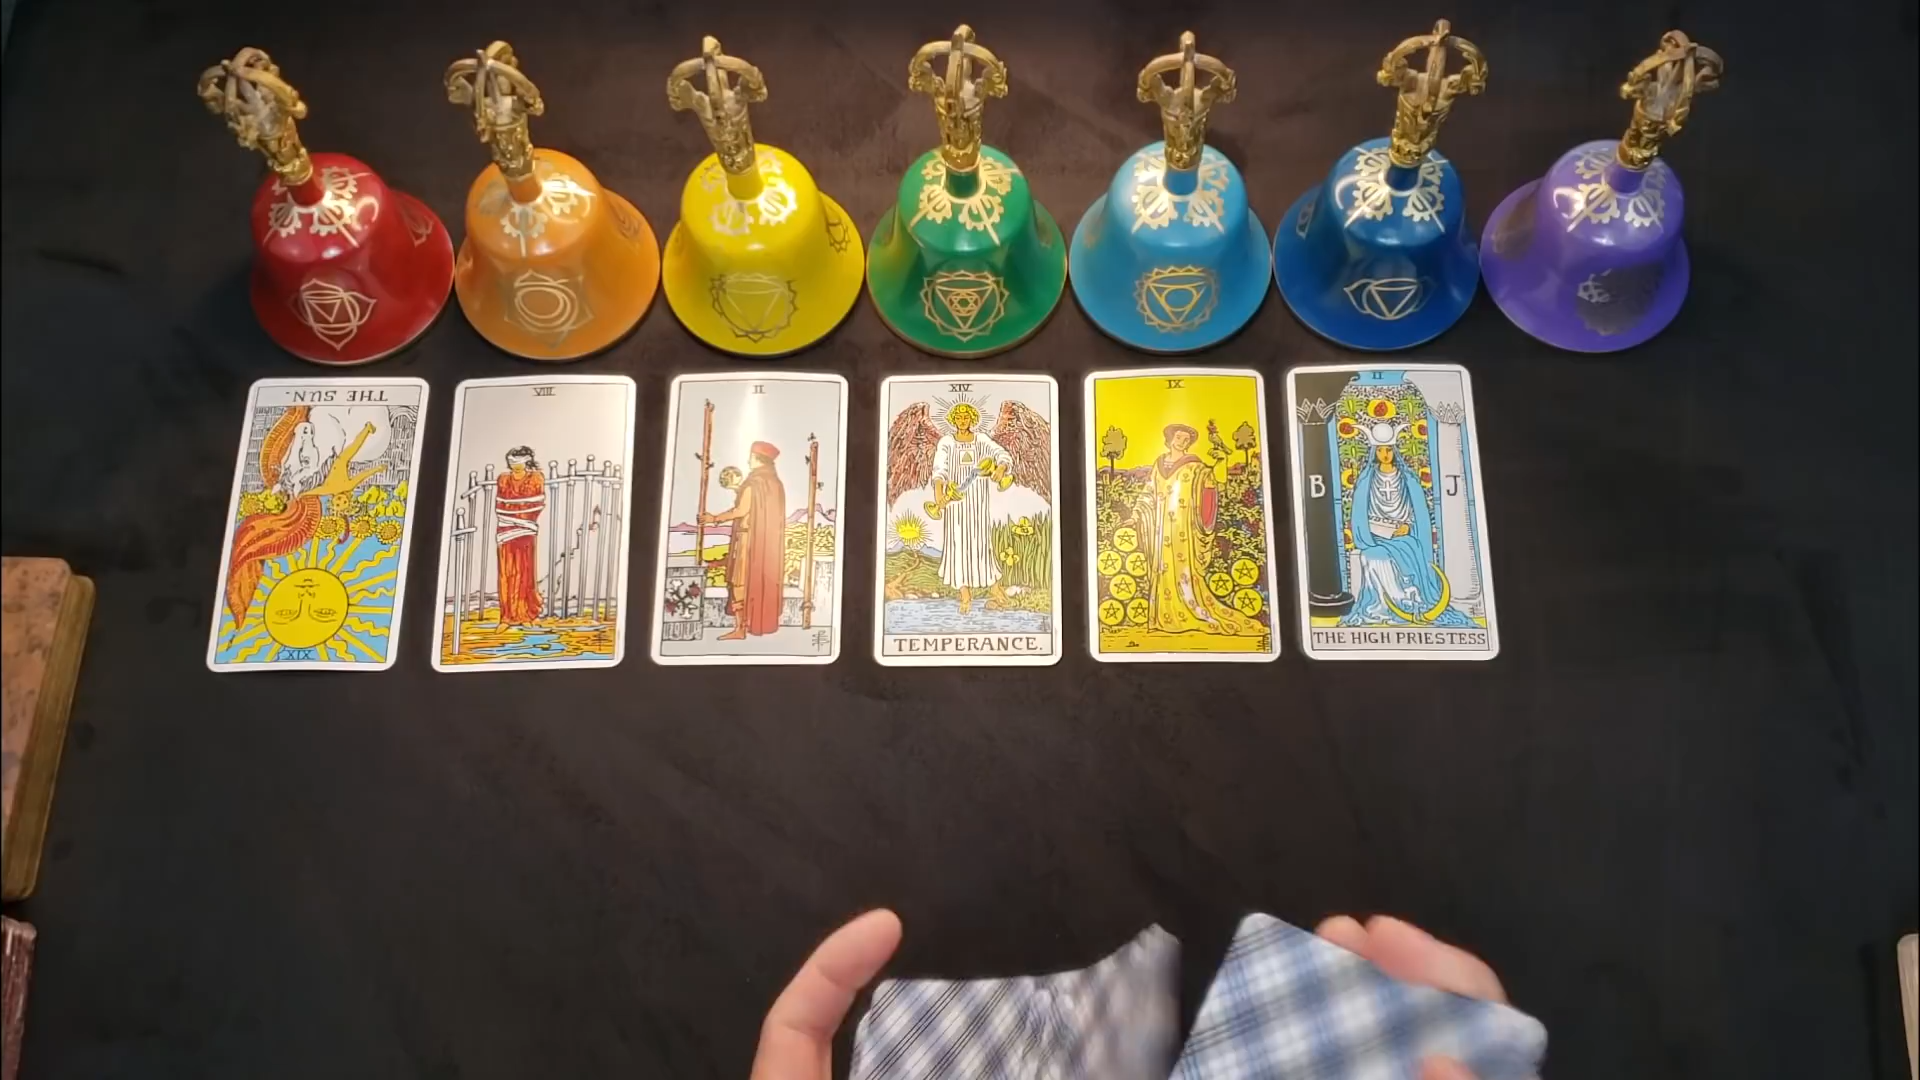 THE SUN.
XIX
VIII
II
XIV
TEMPERANCE.
IX
II
B J
THE HIGH PRIESTESS